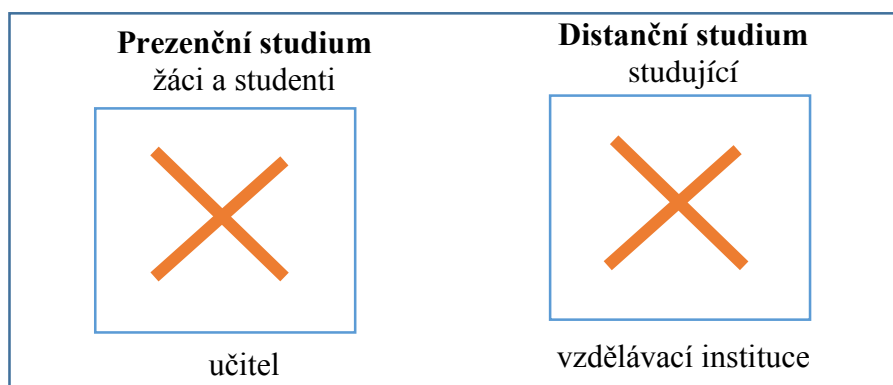 Prezenční studium
žáci a studenti
učitel
Distanční studium
studující
vzdělávací instituce